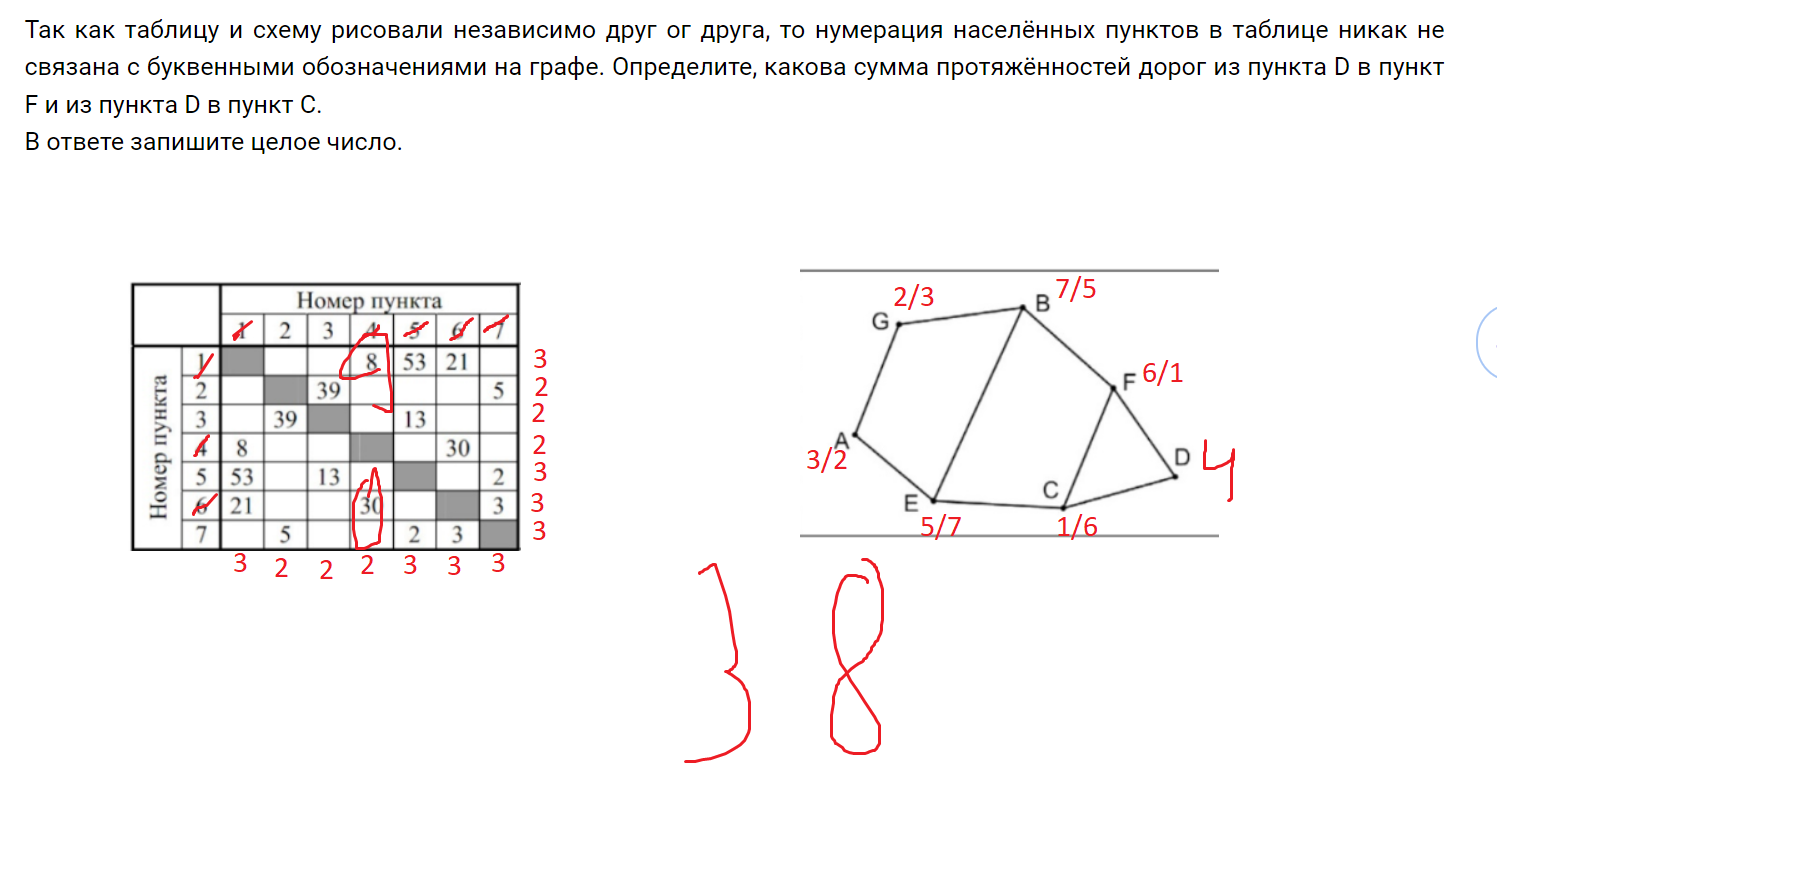 Так как таблицу и схему рисовали независимо друг ог друга, то нумерация населённых пунктов в таблице никак не
связана с буквенными обозначениями на графе. Определите, какова сумма протяжённостей дорог из пункта D в пункт
F и из пункта D в пункт С.
В ответе запишите целое число.
Номер пункта
1 2 3 4 5 6 7
Номер пункта
1 8 53 21 3
2 39 5 2
3 39 13 2
4 8 30 2
5 53 13 2 3
6 21 30 3 3
7 5 2 3 3
3 2 2 2 3 3 3
2/3
G
B 7/5
F 6/1
A
3/2
D 4
E
5/7
C
1/6
38